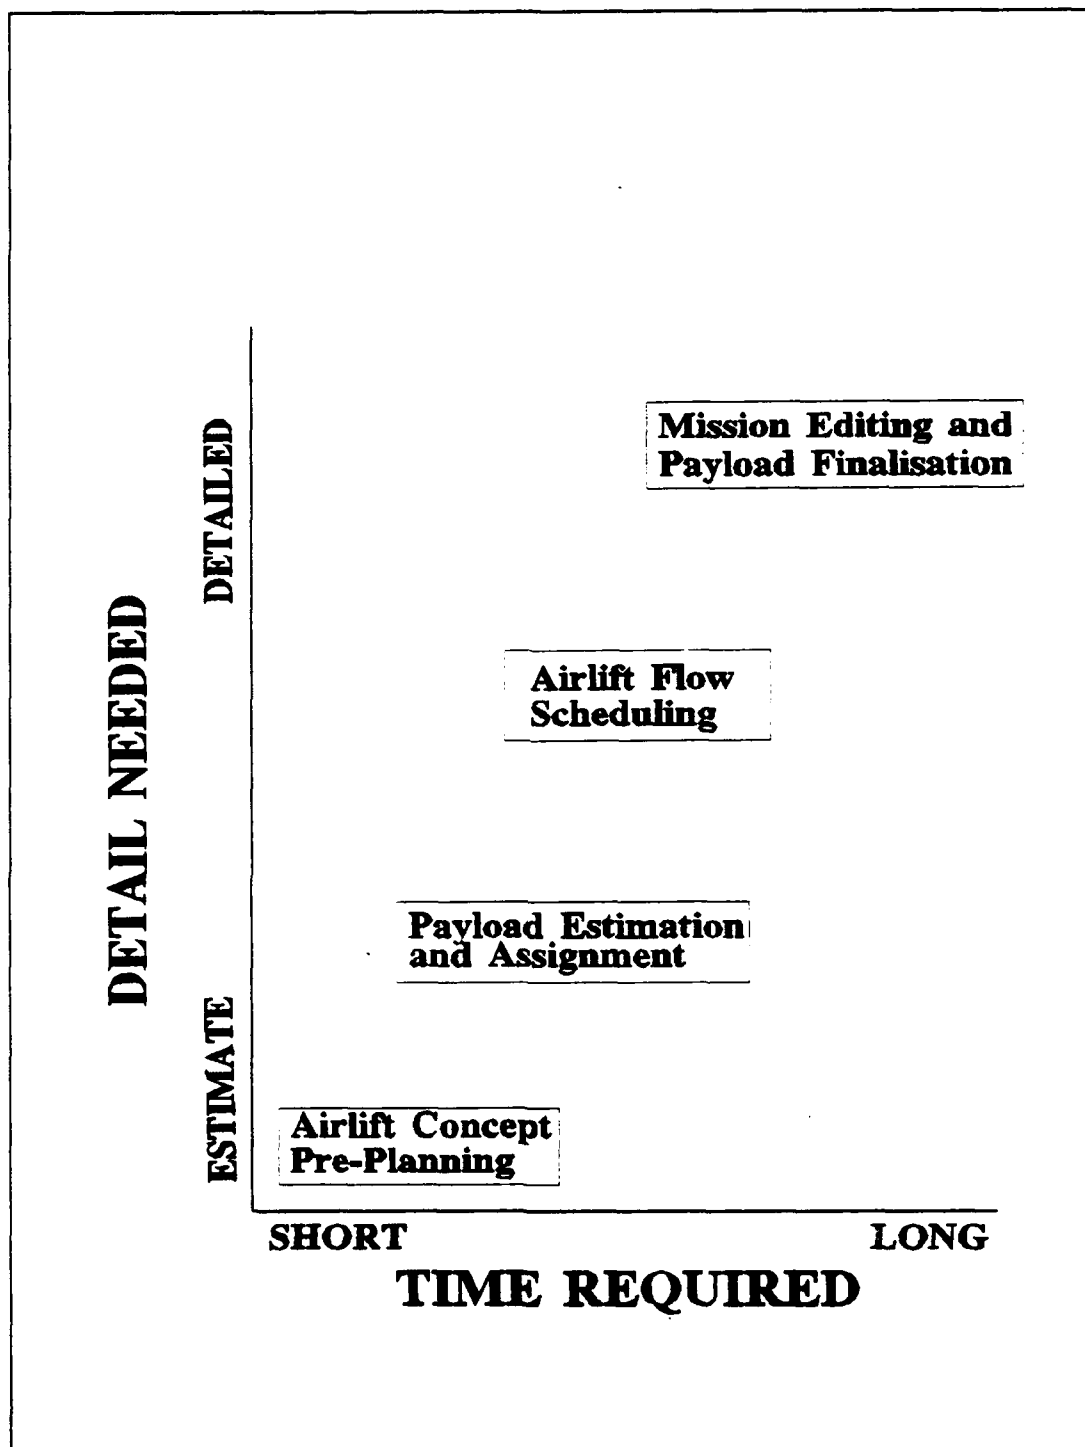 Mission Editing and
Payload Finalisation
DETAILED
Airlift Flow
Scheduling
DETAIL NEEDED
Payload Estimation
and Assignment
ESTIMATE
Airlift Concept
Pre-Planning
SHORT
LONG
TIME REQUIRED